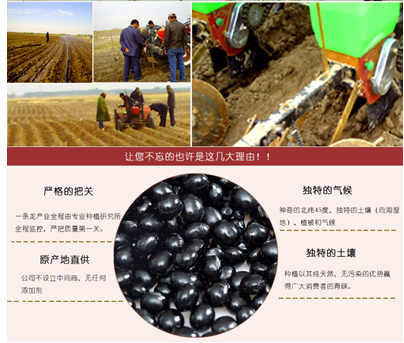 让您不忘的也许是这几大理由！！
严格的把关
一条龙产业全程由专业种植研究所
全程监控，严把质量第一关。
原产地直供
公司不设立中间商，无任何
添加剂
独特的气候
神奇的北纬45度，独特的土壤（向海湿
地）、植被和气候
独特的土壤
种植以其纯天然、无污染的优势赢
得广大消费者的青睐。